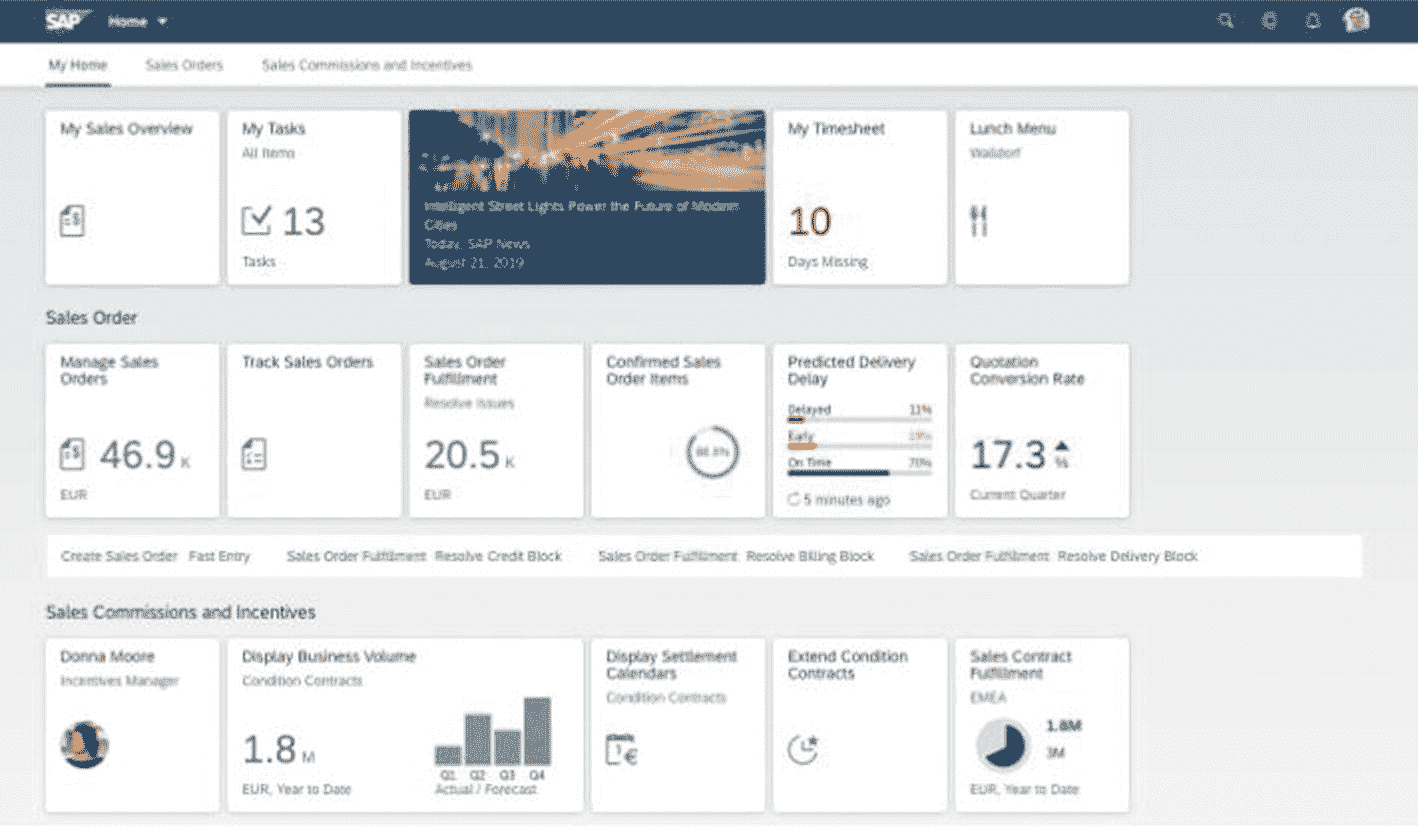 SAP Home
My Home Sales Orders Sales Commissions and Incentives
My Sales Overview
My Tasks
All Items
13
Tasks
Intelligent Street Lights Power the Future of Modern
Cities
Today, SAP News
August 21, 2019
My Timesheet
10
Days Missing
Lunch Menu
Walldorf
Sales Order
Manage Sales
Orders
46.9 K
EUR
Track Sales Orders
Sales Order
Fulfillment
Resolve Issues
20.5 K
EUR
Confirmed Sales
Order Items
Predicted Delivery
Delay
Delayed 11%
Early
On Time 70%
5 minutes ago
Quotation
Conversion Rate
17.3 %
Current Quarter
Create Sales Order Fast Entry Sales Order Fulfillment Resolve Credit Block Sales Order Fulfillment Resolve Billing Block Sales Order Fulfillment Resolve Delivery Block
Sales Commissions and Incentives
Donna Moore
Incentives Manager
Display Business Volume
Condition Contracts
1.8 M
EUR, Year to Date
Q1 Q2 Q3 Q4
Actual / Forecast
Display Settlement
Calendars
Condition Contracts
1 €
Extend Condition
Contracts
Sales Contract
Fulfillment
EMEA
1.8M
3M
EUR, Year to Date